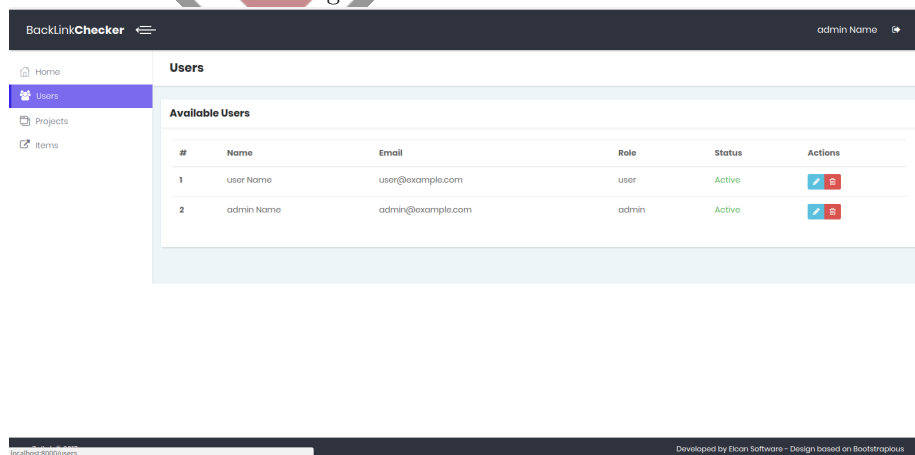 BackLinkChecker
admin Name
Home
Users
Projects
Items
Users
Available Users
# Name Email Role Status Actions
1 user Name user@example.com user Active
2 admin Name admin@example.com admin Active
localhost:8000/users
Developed by Elcan Software - Design based on Bootstrapious